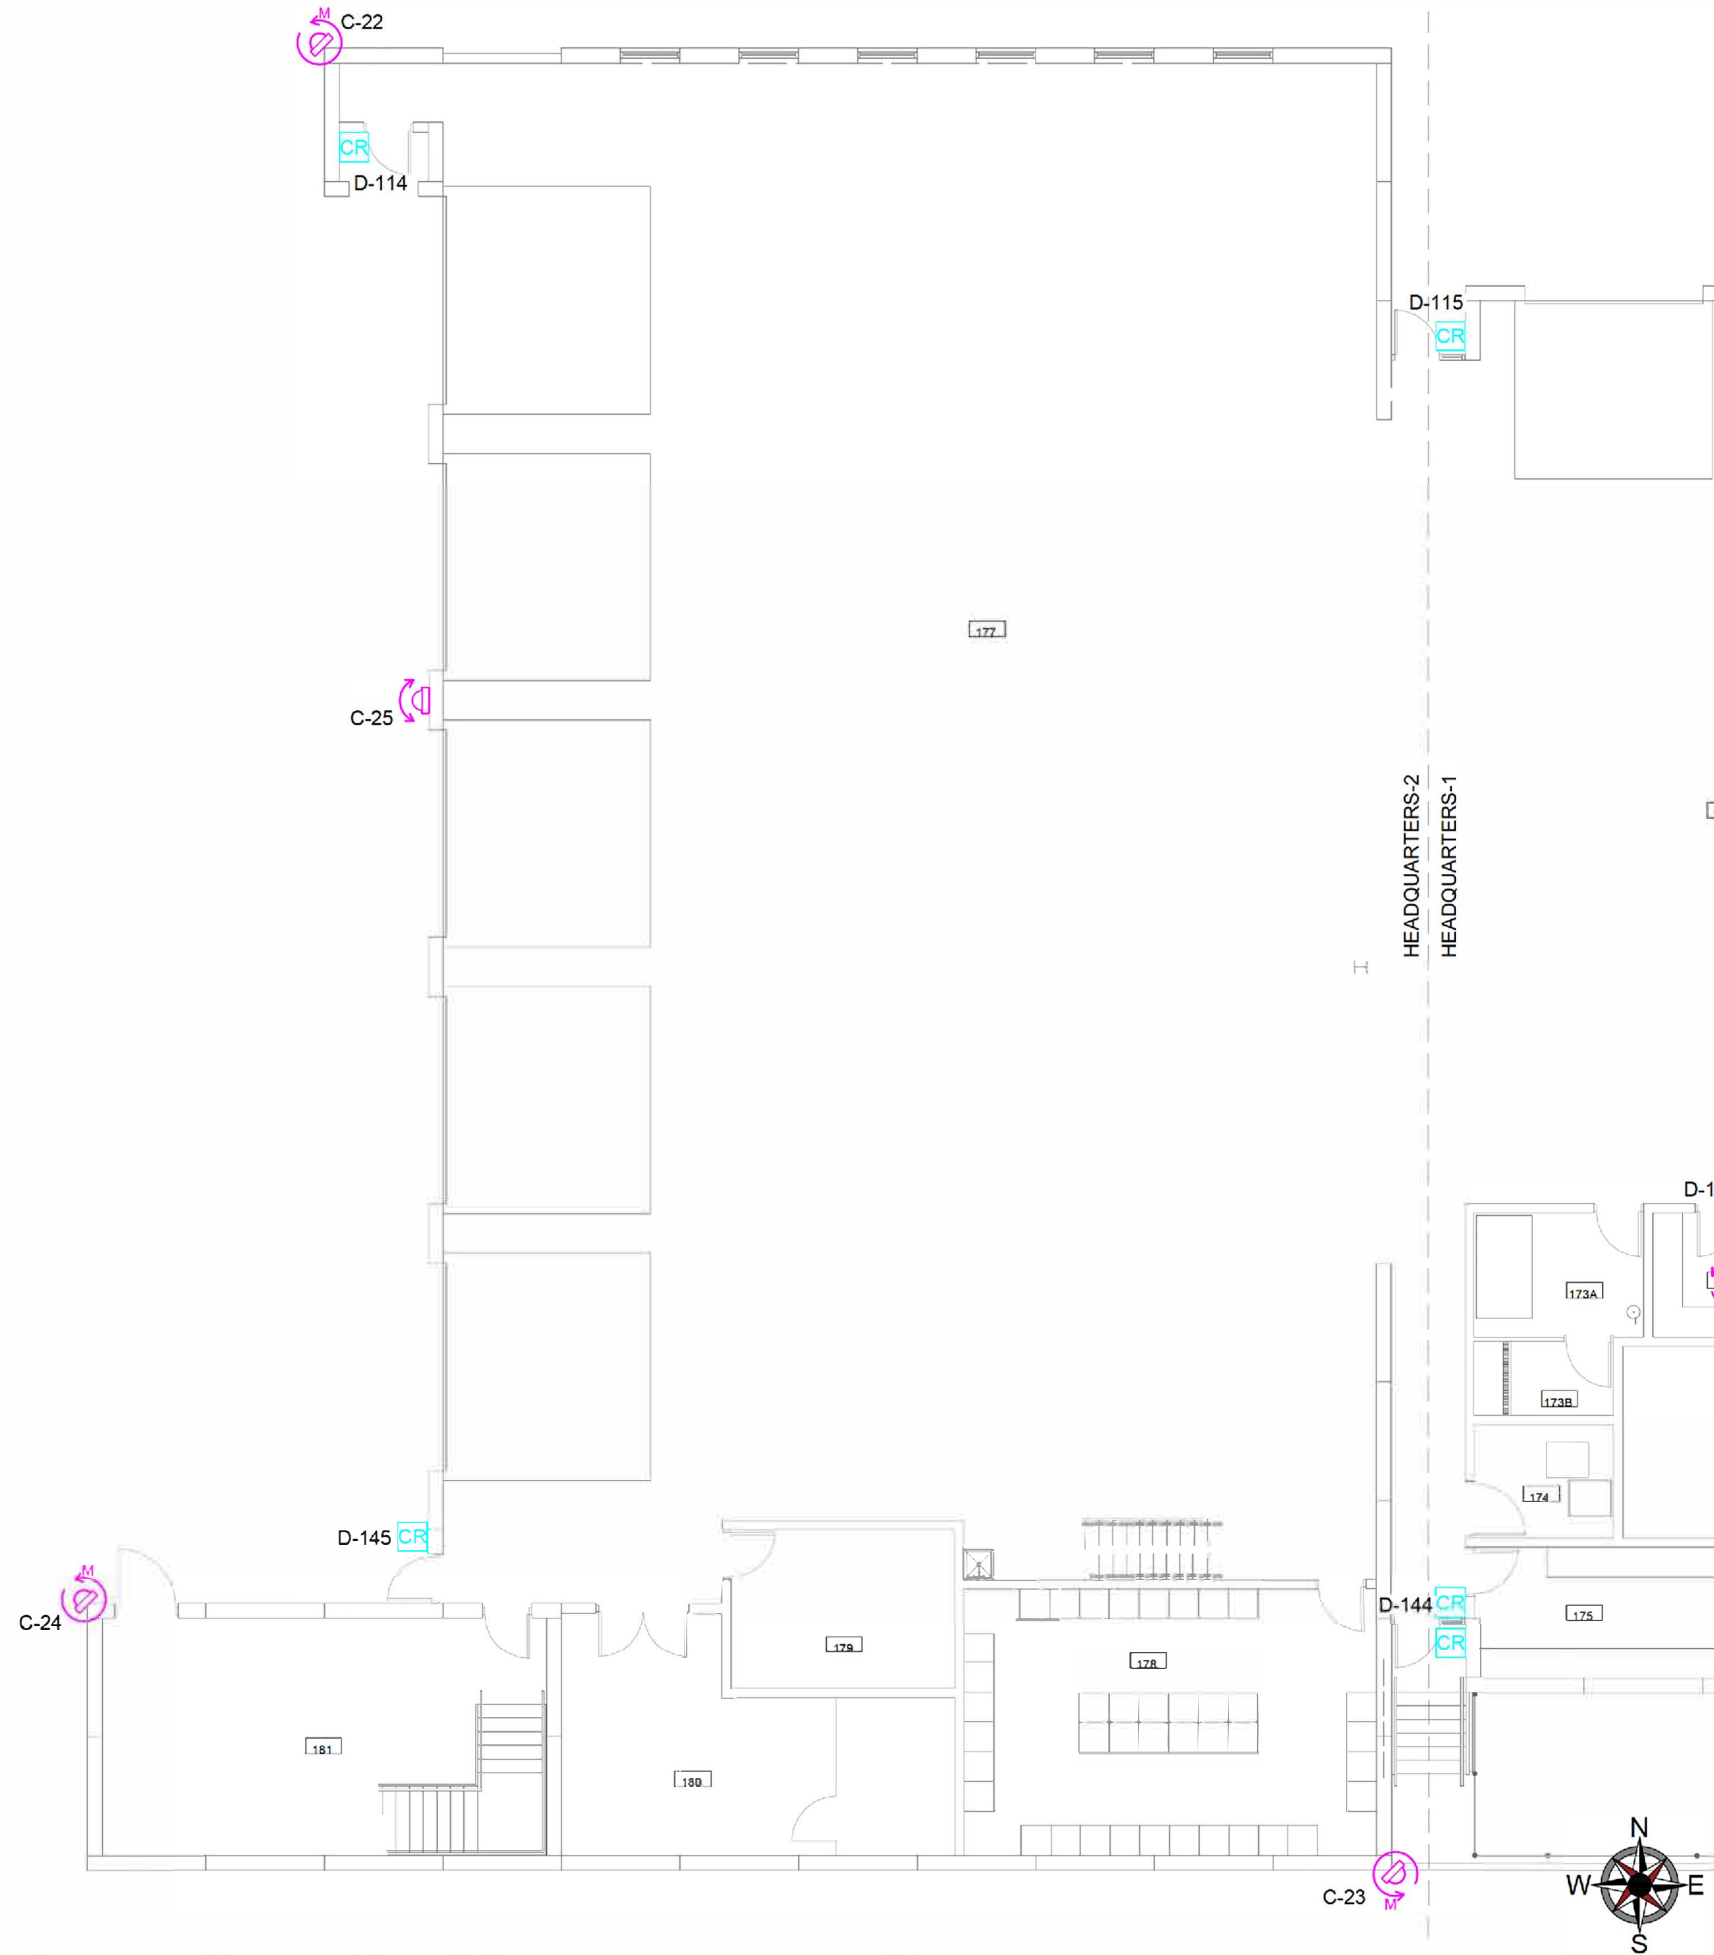 M
C-22
CR
D-114
D-115
CR
177
C-25
HEADQUARTERS-2
HEADQUARTERS-1
D-1
173A
173B
174
D-145 CR
M
C-24
D-144 CR
CR
175
179
178
181
180
N
W E
S
C-23
M